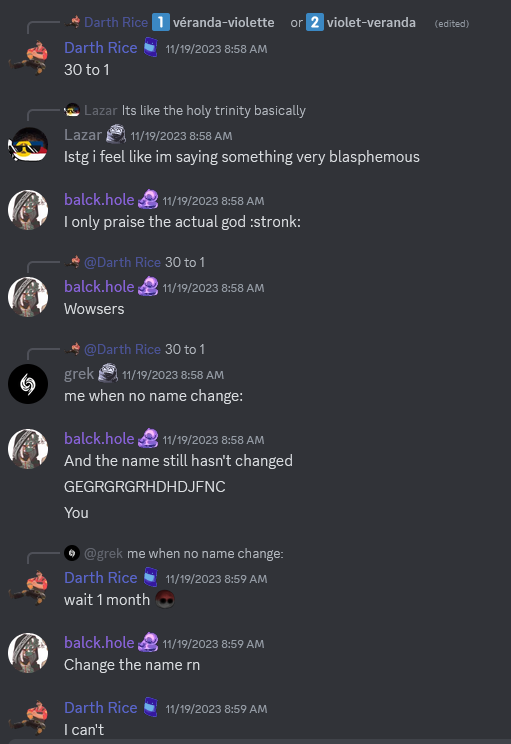 Darth Rice 1 véranda-violette or 2 violet-veranda (edited)
Darth Rice 11/19/2023 8:58 AM
30 to 1
Lazar Its like the holy trinity basically
Lazar 11/19/2023 8:58 AM
Istg i feel like im saying something very blasphemous
balck.hole 11/19/2023 8:58 AM
I only praise the actual god :stronk:
@Darth Rice 30 to 1
balck.hole 11/19/2023 8:58 AM
Wowsers
@Darth Rice 30 to 1
grek 11/19/2023 8:58 AM
me when no name change:
balck.hole 11/19/2023 8:58 AM
And the name still hasn't changed
GEGRGRGRHDHDJFNC
You
@grek me when no name change:
Darth Rice 11/19/2023 8:59 AM
wait 1 month
balck.hole 11/19/2023 8:59 AM
Change the name rn
Darth Rice 11/19/2023 8:59 AM
I can't